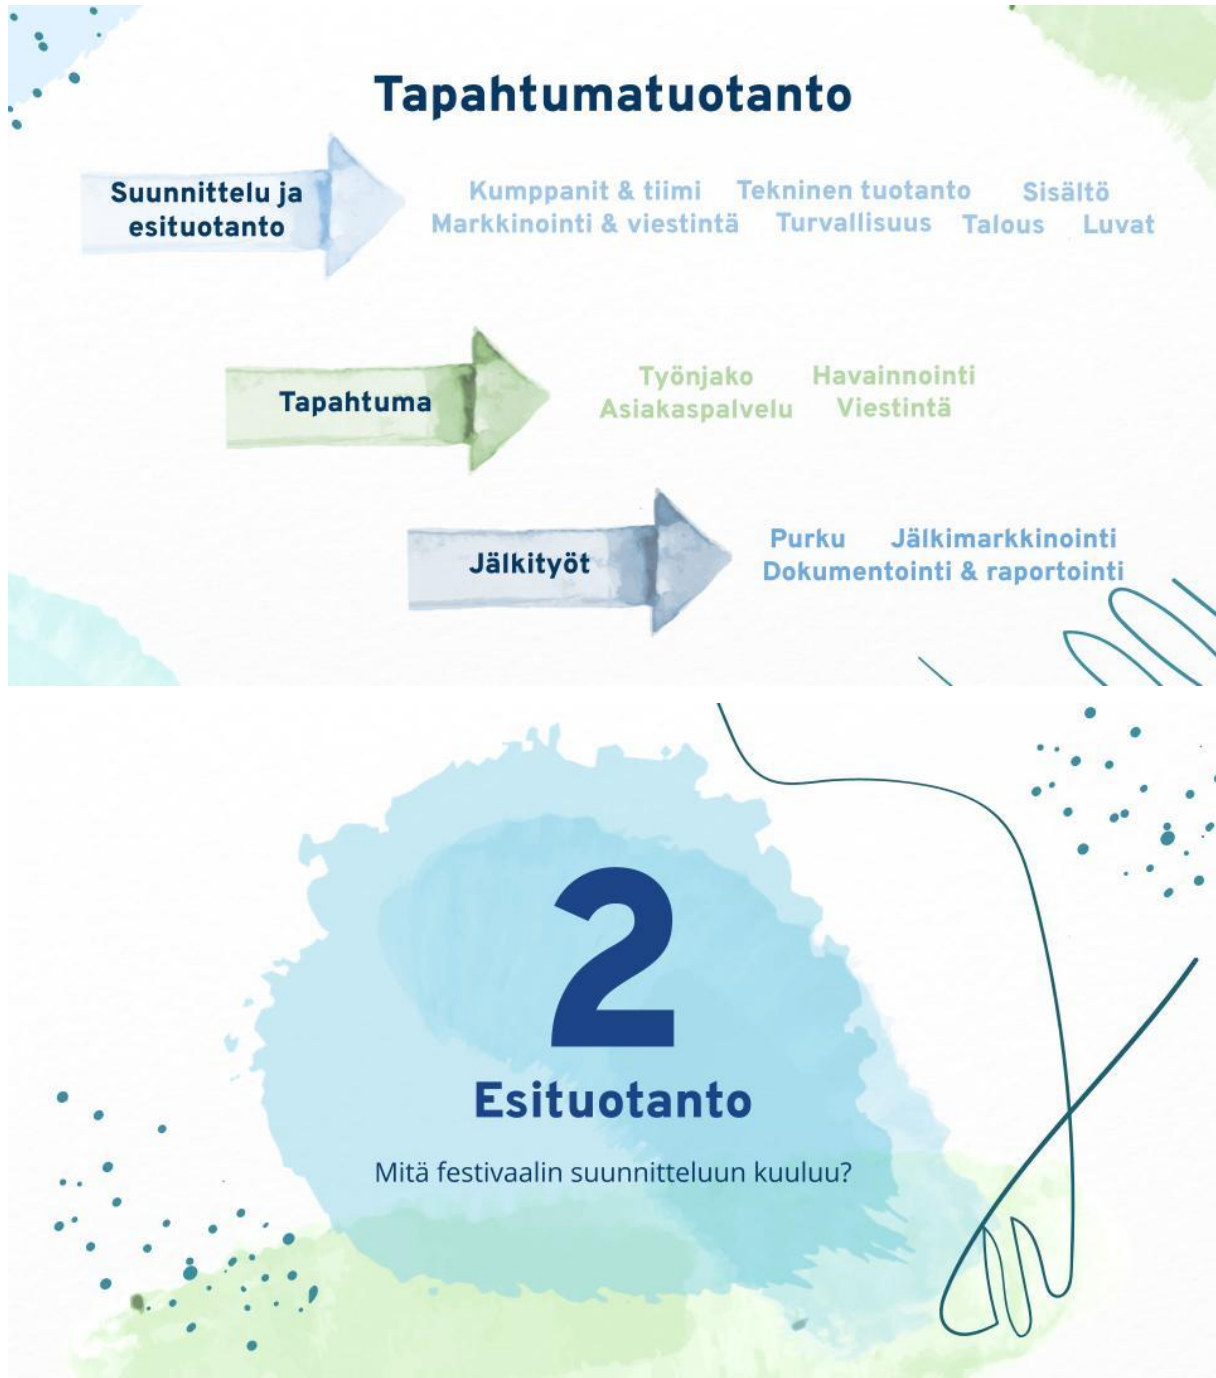 Tapahtumatuotanto
Suunnittelu ja
esituotanto
Kumppanit & tiimi Tekninen tuotanto Sisältö
Markkinointi & viestintä Turvallisuus Talous Luvat
Tapahtuma
Työnjako Havainnointi
Asiakaspalvelu Viestintä
Jälkityöt
Purku Jälkimarkkinointi
Dokumentointi & raportointi
2
Esituotanto
Mitä festivaalin suunnitteluun kuuluu?